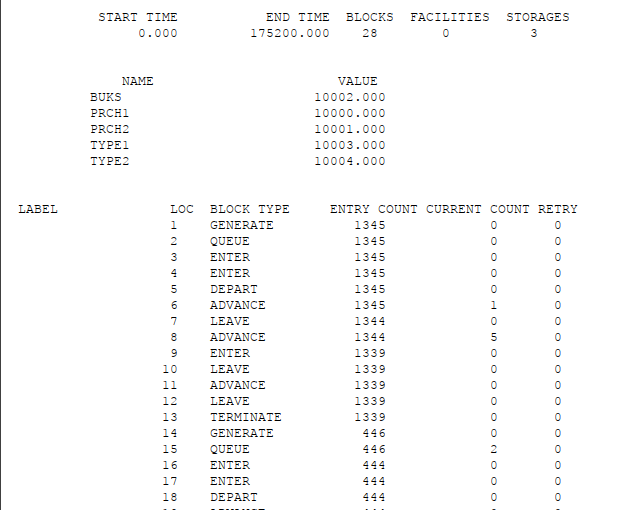 START TIME END TIME BLOCKS FACILITIES STORAGES
0.000 175200.000 28 0 3
NAME VALUE
BUKS 10002.000
PRCH1 10000.000
PRCH2 10001.000
TYPE1 10003.000
TYPE2 10004.000
LABEL LOC BLOCK TYPE ENTRY COUNT CURRENT COUNT RETRY
1 GENERATE 1345 0 0
2 QUEUE 1345 0 0
3 ENTER 1345 0 0
4 ENTER 1345 0 0
5 DEPART 1345 0 0
6 ADVANCE 1345 1 0
7 LEAVE 1344 0 0
8 ADVANCE 1344 5 0
9 ENTER 1339 0 0
10 LEAVE 1339 0 0
11 ADVANCE 1339 0 0
12 LEAVE 1339 0 0
13 TERMINATE 1339 0 0
14 GENERATE 446 0 0
15 QUEUE 446 2 0
16 ENTER 444 0 0
17 ENTER 444 0 0
18 DEPART 444 0 0